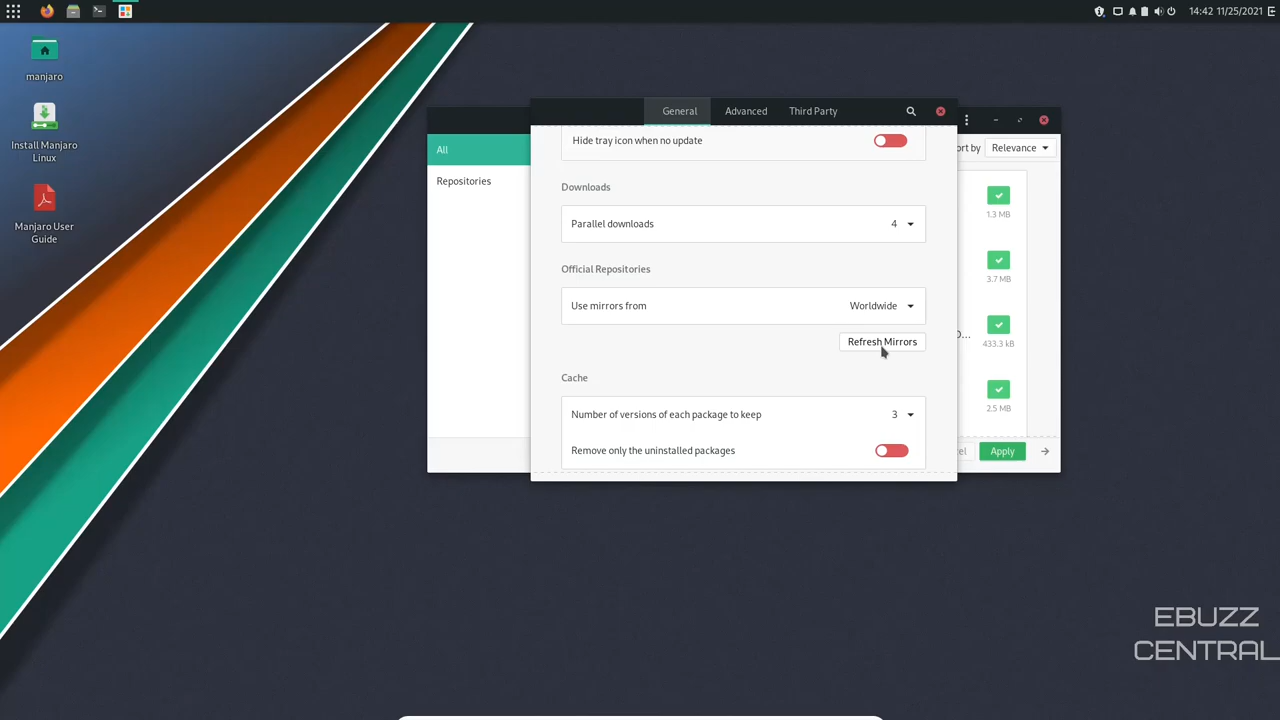 14:42 11/25/2021
manjaro
Install Manjaro
Linux
Manjaro User
Guide
General
Advanced
Third Party
All
Repositories
ort by
Relevance
Hide tray icon when no update
Downloads
Parallel downloads
4
Official Repositories
Use mirrors from
Worldwide
Refresh Mirrors
Cache
Number of versions of each package to keep
3
Remove only the uninstalled packages
1.3 MB
3.7 MB
D...
433.3 kB
2.5 MB
el
Apply
EBUZZ
CENTRAL